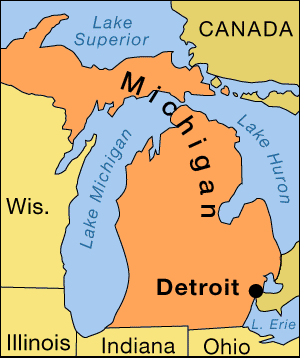 Lake
Superior
CANADA
Michigan
Lake Huron
Lake Michigan
Wis.
Detroit
L. Erie
Illinois
Indiana
Ohio